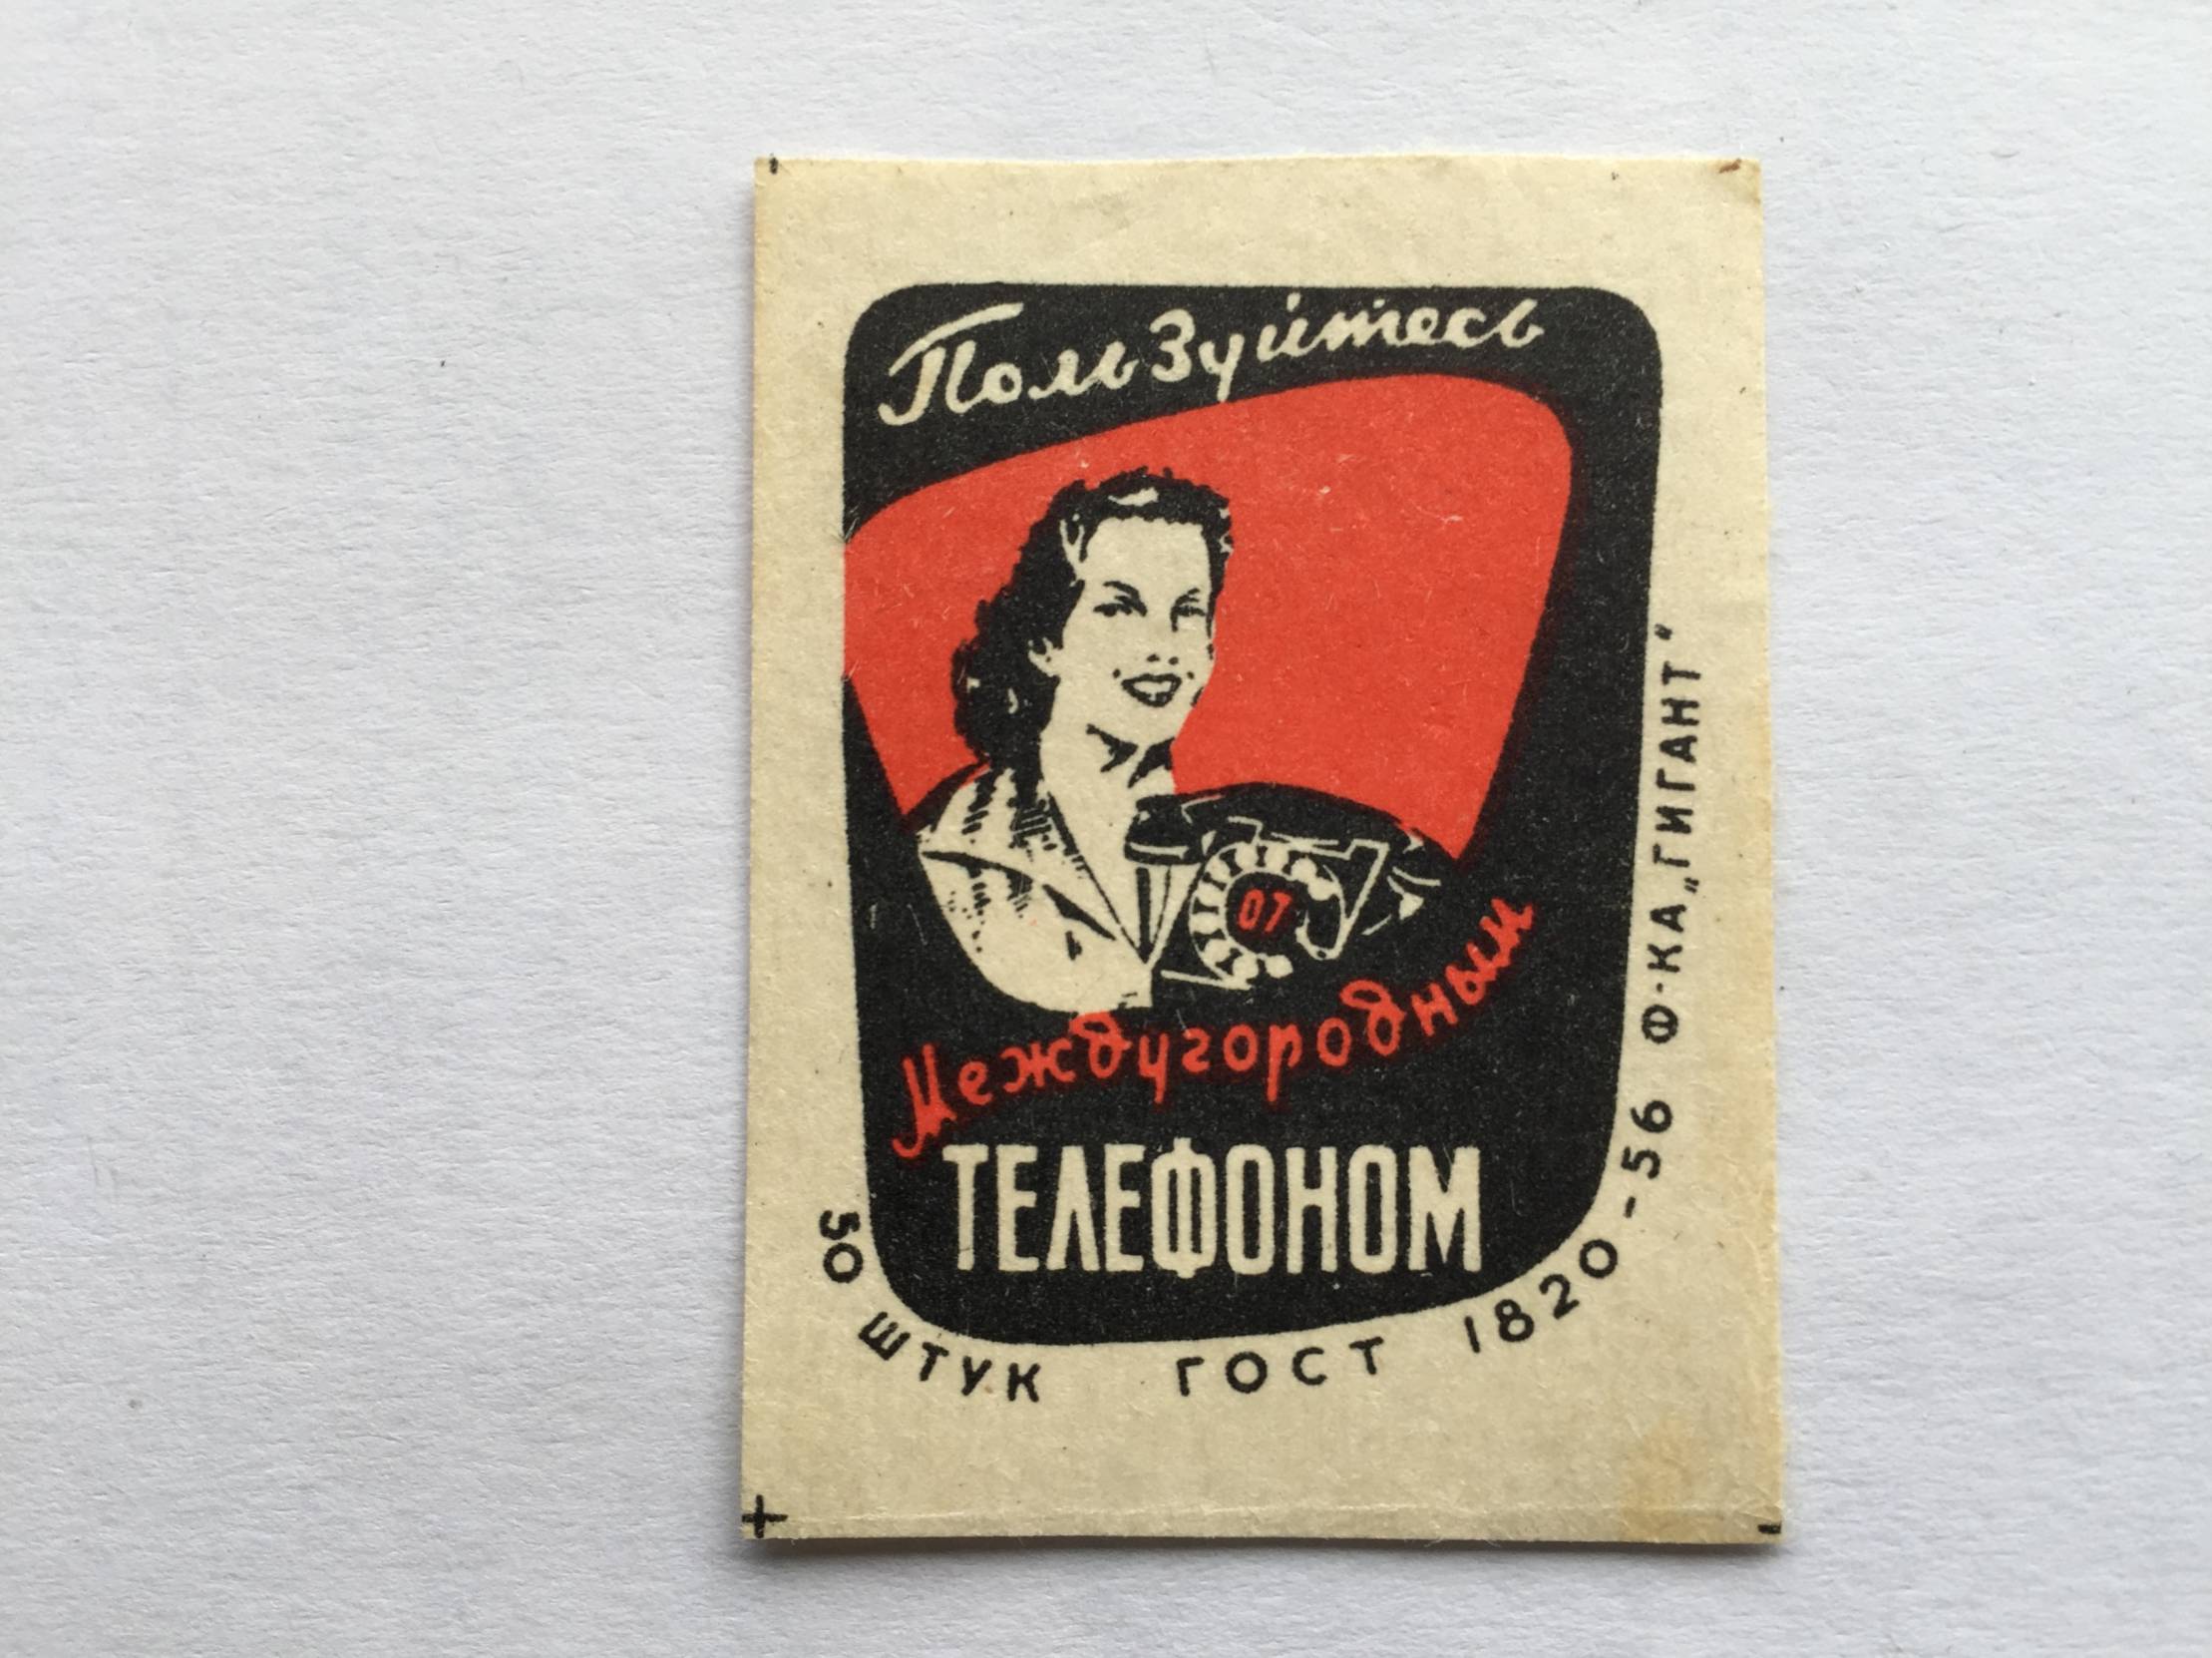 Пользуйтесь
07
Междугородным
ТЕЛЕФОНОМ
50 ШТУК ГОСТ 1820-56 Ф-КА „ГИГАНТ“